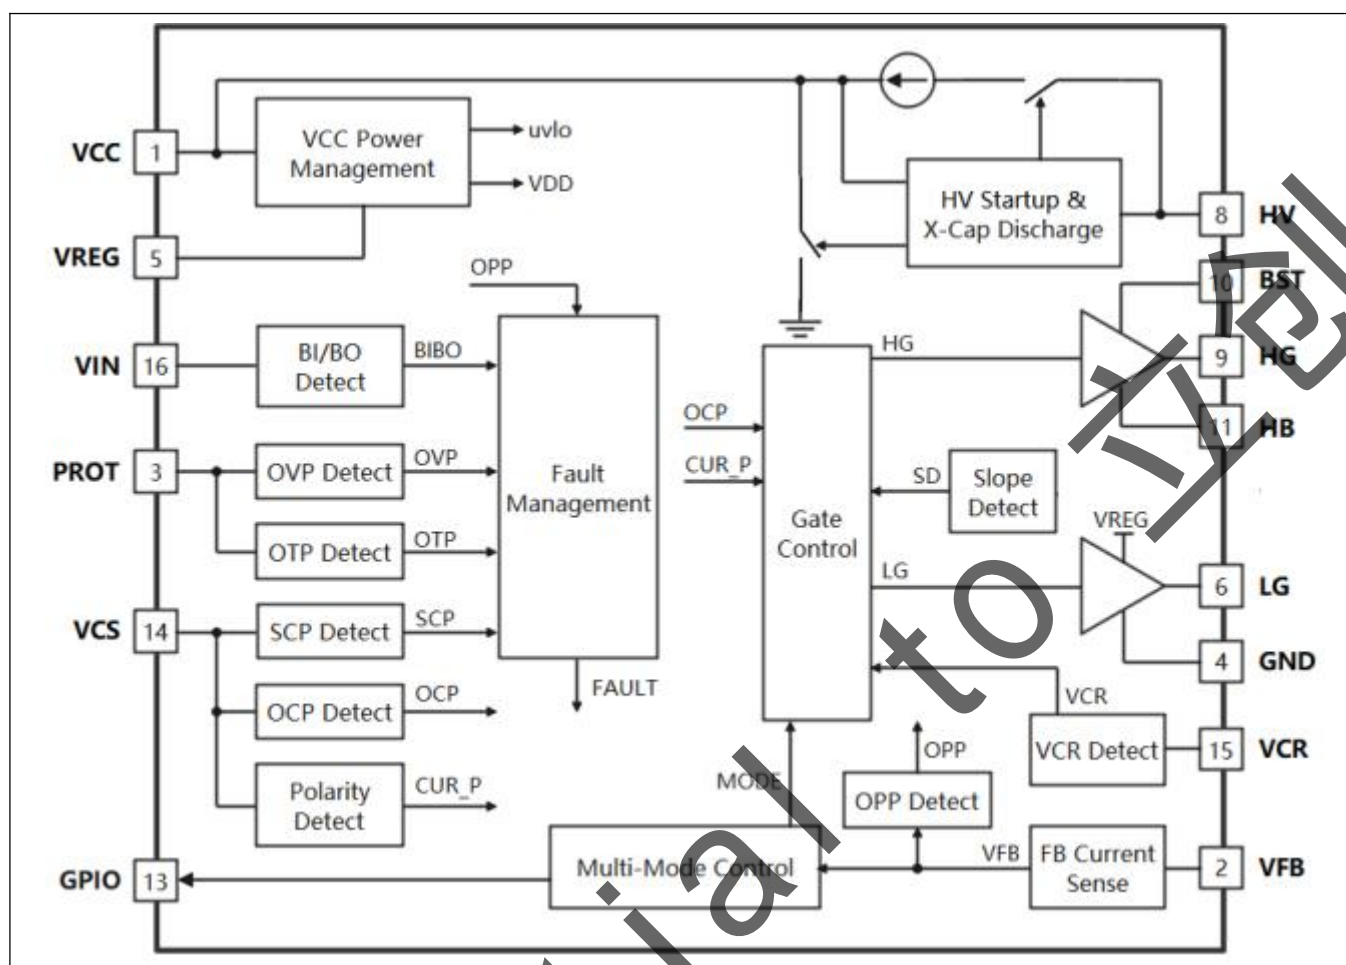 VCC
1
VCC Power
Management
uvlo
VDD
HV Startup &
X-Cap Discharge
8
HV
VREG
5
OPP
10
BST
VIN
16
BI/BO
Detect
BIBO
HG
9
HG
OCP
11
HB
PROT
3
OVP Detect
OVP
Fault
Management
CUR_P
SD
Slope
Detect
Gate
Control
VREG
OTP Detect
OTP
LG
6
LG
VCS
14
SCP Detect
SCP
4
GND
FAULT
OCP Detect
OCP
VCR
VCR Detect
15
VCR
OPP
MODE
OPP Detect
Polarity
Detect
CUR_P
GPIO
13
Multi-Mode Control
VFB
FB Current
Sense
2
VFB
ial to 立创